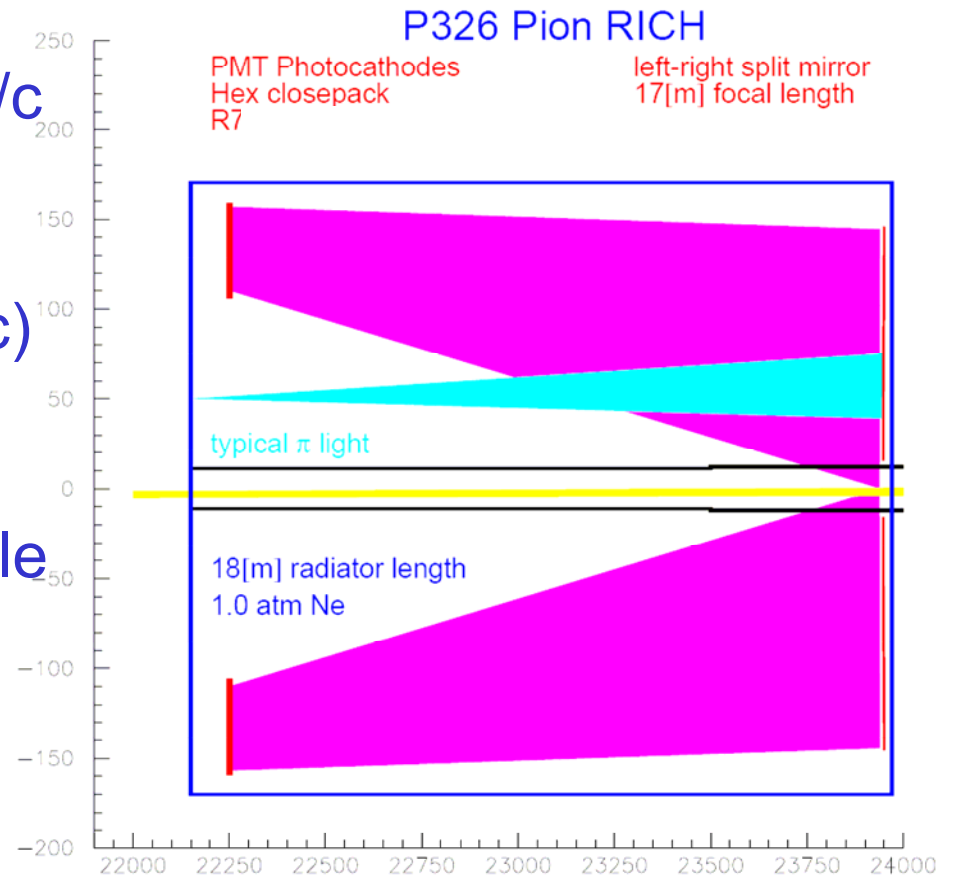 P326 Pion RICH
PMT Photocathodes
Hex closepack
R7
left-right split mirror
17[m] focal length
/c
c)
le
typical π light
18[m] radiator length
1.0 atm Ne
250
200
150
100
50
0
−50
−100
−150
−200
22000 22250 22500 22750 23000 23250 23500 23750 24000